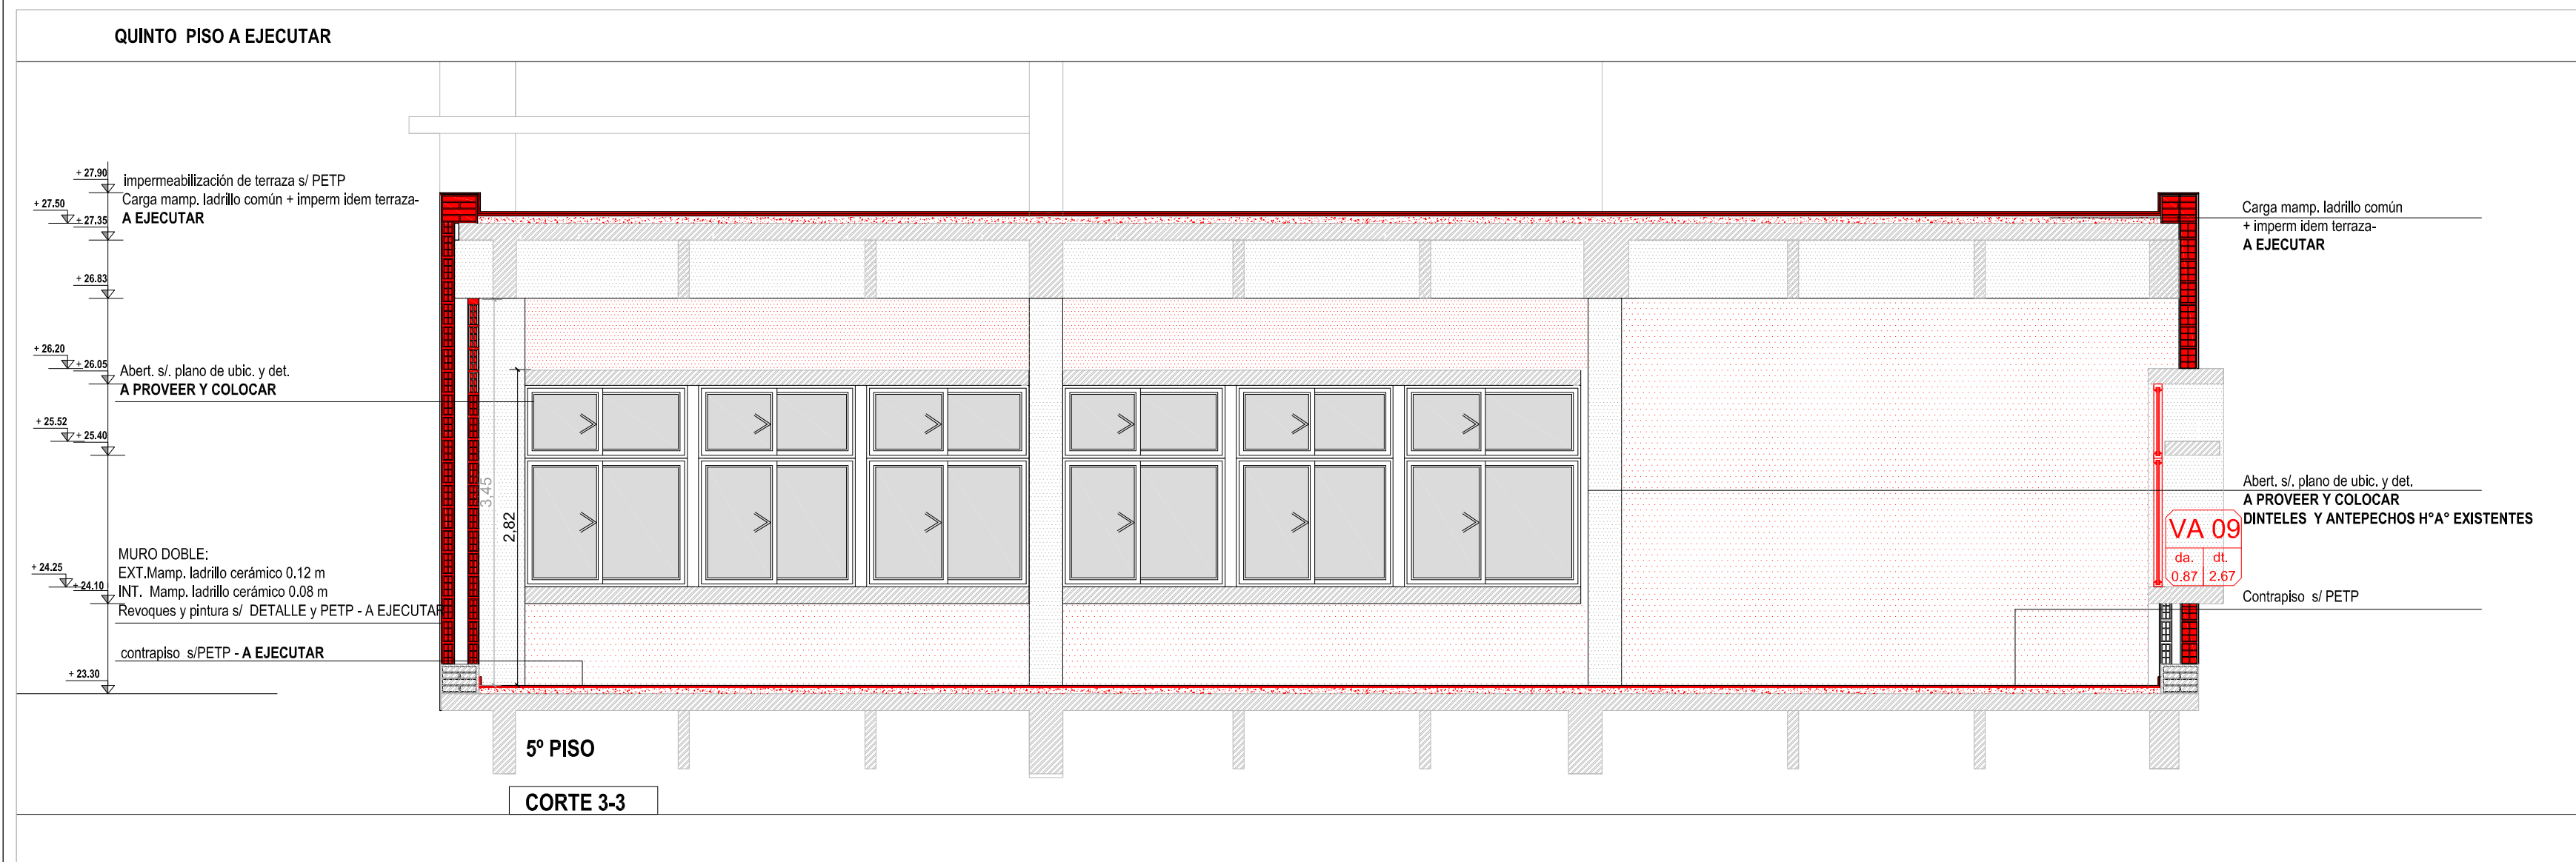 QUINTO PISO A EJECUTAR
+ 27.90
impermeabilización de terraza s/ PETP
Carga mamp. ladrillo común + imperm idem terraza-
A EJECUTAR
+ 27.50
+ 27.35
+ 26.83
+ 26.20
+ 26.05
Abert. s/. plano de ubic. y det.
A PROVEER Y COLOCAR
+ 25.52
+ 25.40
3,45
2,82
MURO DOBLE:
EXT.Mamp. ladrillo cerámico 0.12 m
INT. Mamp. ladrillo cerámico 0.08 m
Revoques y pintura s/ DETALLE y PETP - A EJECUTAR
+ 24.25
+ 24.10
contrapiso s/PETP - A EJECUTAR
+ 23.30
Carga mamp. ladrillo común
+ imperm idem terraza-
A EJECUTAR
Abert. s/. plano de ubic. y det.
A PROVEER Y COLOCAR
DINTELES Y ANTEPECHOS H°A° EXISTENTES
VA 09
da. dt.
0.87 2.67
Contrapiso s/ PETP
5º PISO
CORTE 3-3